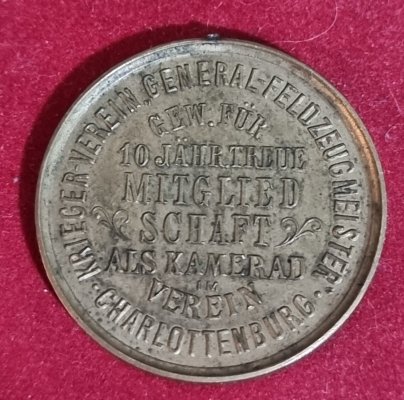 KRIEGER VEREIN „GENERAL-FELDZEUGMEISTER
· CHARLOTTENBURG ·
GEW. FÜR
10 JÄHR. TREUE
MITGLIED
SCHAFT
ALS KAMERAD
IM
VEREIN